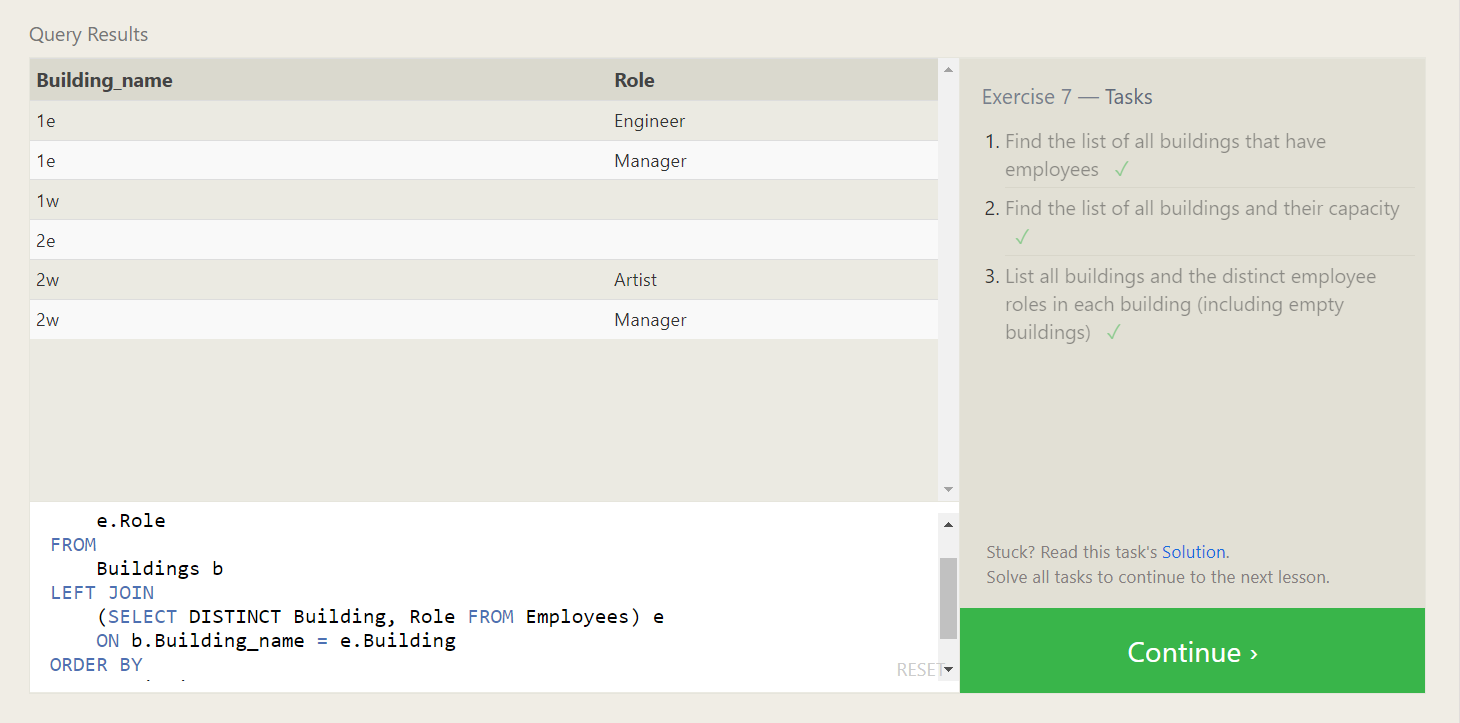 Query Results
Building_name Role
1e Engineer
1e Manager
1w
2e
2w Artist
2w Manager
e.Role
FROM
Buildings b
LEFT JOIN
(SELECT DISTINCT Building, Role FROM Employees) e
ON b.Building_name = e.Building
ORDER BY
RESET
Exercise 7 — Tasks
1. Find the list of all buildings that have
employees ✓
2. Find the list of all buildings and their capacity
✓
3. List all buildings and the distinct employee
roles in each building (including empty
buildings) ✓
Stuck? Read this task's Solution.
Solve all tasks to continue to the next lesson.
Continue ›